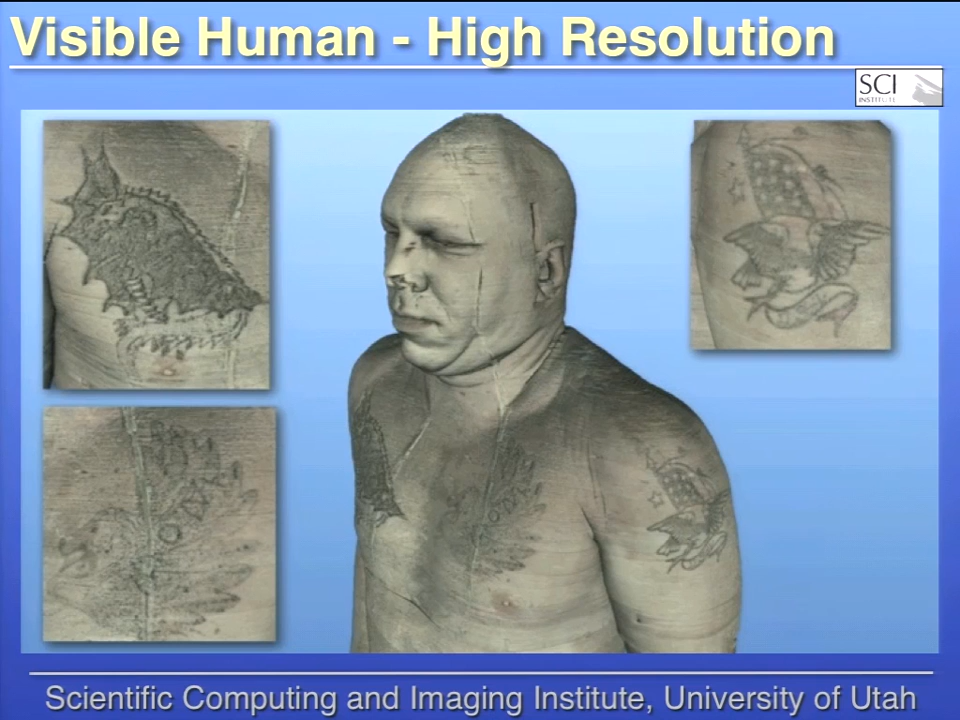 Visible Human - High Resolution
SCI
INSTITUTE
Scientific Computing and Imaging Institute, University of Utah